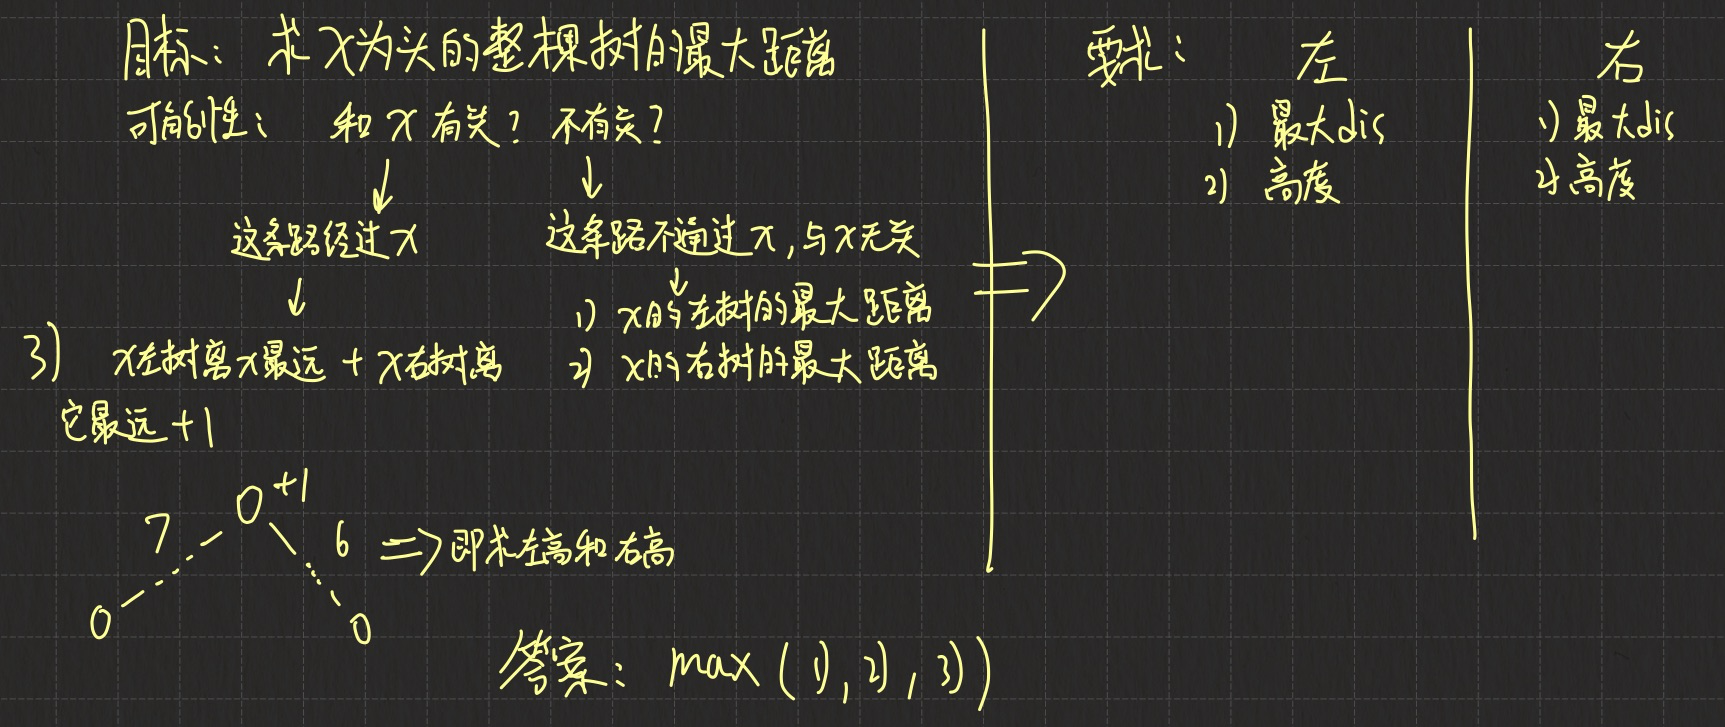 目标：求X为头的整棵树的最大距离
可能性：和X有关？不有关？
这条路经过X
这条路不通过X,与X无关
1) X的左树的最大距离
2) X的右树的最大距离
3) X左树离X最远 + X右树离
它最远 +1
+1
7
6 => 即求左高和右高
答案：max (1), 2), 3))
要求：
左
1) 最大dis
2) 高度
右
1) 最大dis
2) 高度